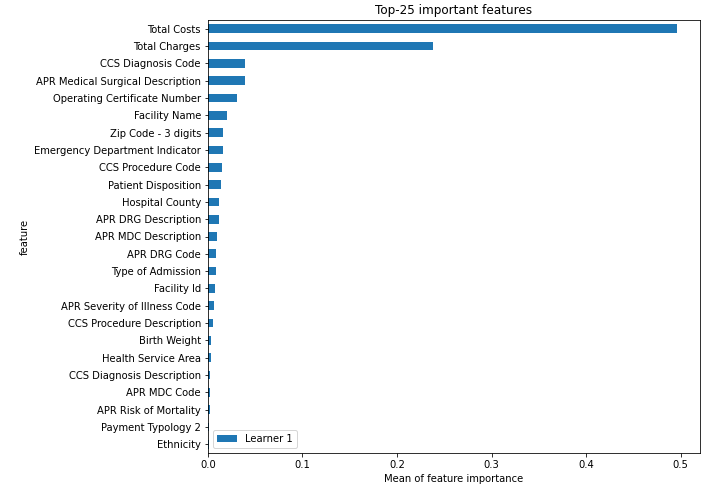 Top-25 important features
Total Costs
Total Charges
CCS Diagnosis Code
APR Medical Surgical Description
Operating Certificate Number
Facility Name
Zip Code - 3 digits
Emergency Department Indicator
CCS Procedure Code
Patient Disposition
Hospital County
APR DRG Description
APR MDC Description
APR DRG Code
Type of Admission
Facility Id
APR Severity of Illness Code
CCS Procedure Description
Birth Weight
Health Service Area
CCS Diagnosis Description
APR MDC Code
APR Risk of Mortality
Payment Typology 2
Ethnicity
feature
Learner 1
0.0 0.1 0.2 0.3 0.4 0.5
Mean of feature importance